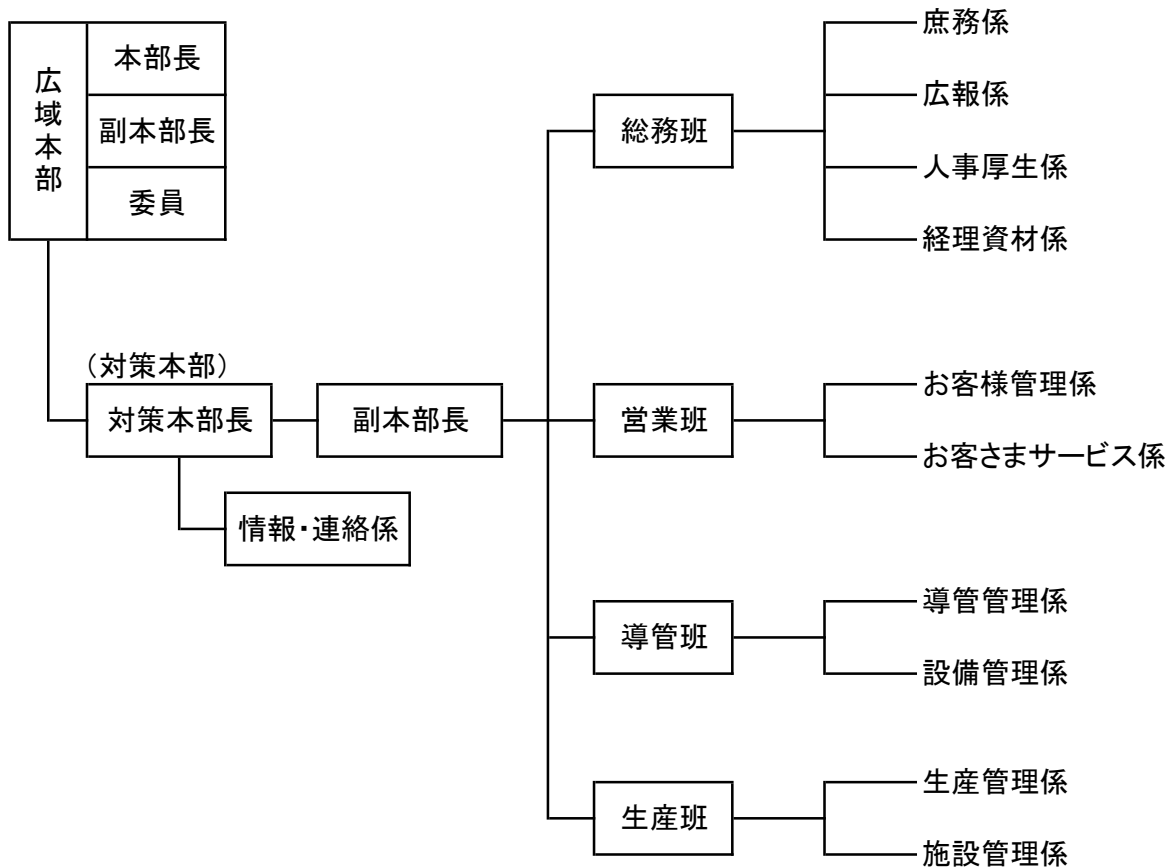 広域本部
本部長
副本部長
委員
(対策本部)
対策本部長
副本部長
情報・連絡係
総務班
庶務係
広報係
人事厚生係
経理資材係
営業班
お客様管理係
お客さまサービス係
導管班
導管管理係
設備管理係
生産班
生産管理係
施設管理係